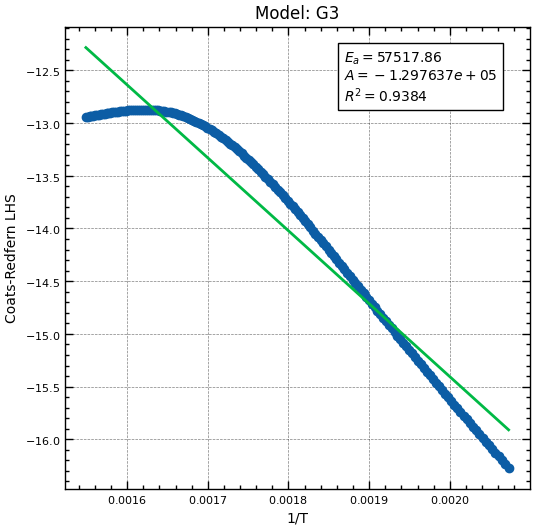 Model: G3
E_a = 57517.86
A = −1.297637e + 05
R² = 0.9384
Coats-Redfern LHS
−12.5
−13.0
−13.5
−14.0
−14.5
−15.0
−15.5
−16.0
0.0016 0.0017 0.0018 0.0019 0.0020
1/T